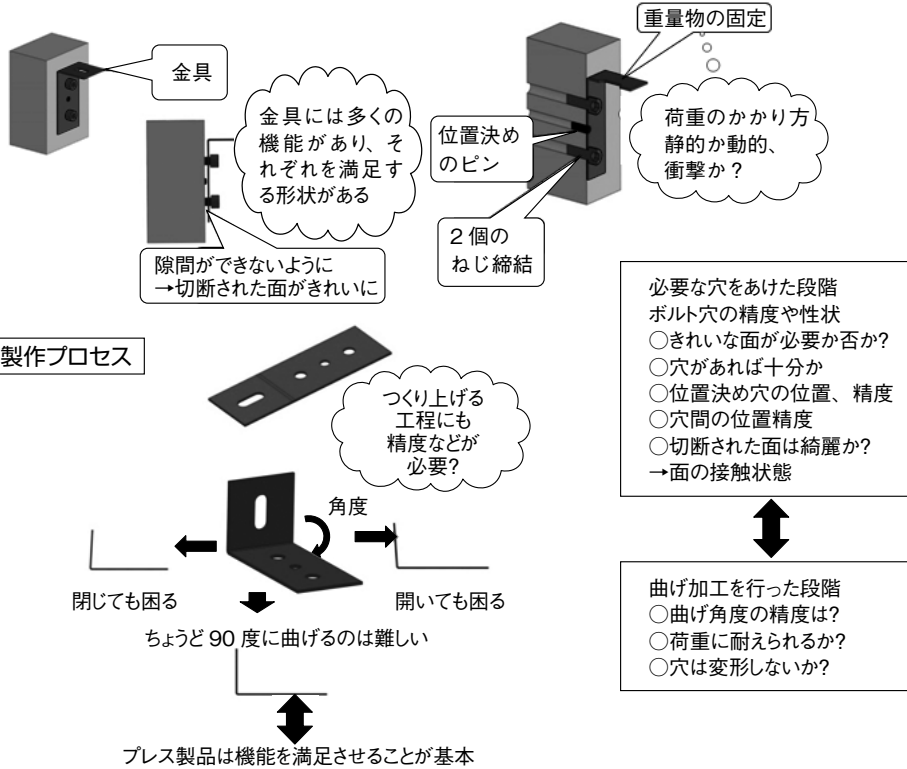 金具
金具には多くの
機能があり、そ
れぞれを満足す
る形状がある
隙間ができないように
→切断された面がきれいに
重量物の固定
荷重のかかり方
静的か動的、
衝撃か？
位置決め
のピン
2個の
ねじ締結
製作プロセス
つくり上げる
工程にも
精度などが
必要？
角度
閉じても困る
開いても困る
ちょうど90度に曲げるのは難しい
プレス製品は機能を満足させることが基本
必要な穴をあけた段階
ボルト穴の精度や性状
○きれいな面が必要か否か？
○穴があれば十分か
○位置決め穴の位置、精度
○穴間の位置精度
○切断された面は綺麗か？
→面の接触状態
曲げ加工を行った段階
○曲げ角度の精度は？
○荷重に耐えられるか？
○穴は変形しないか？